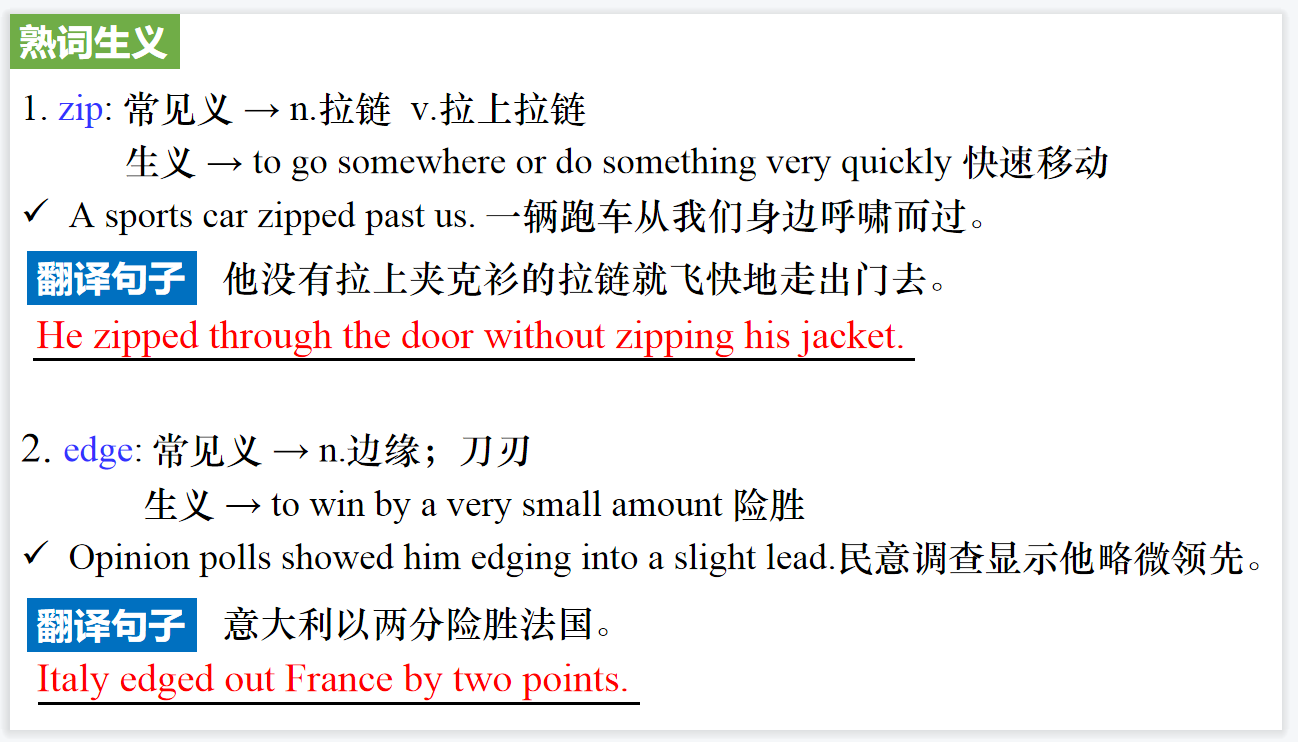 熟词生义
1. zip: 常见义 → n.拉链 v.拉上拉链
生义 → to go somewhere or do something very quickly 快速移动
✓ A sports car zipped past us. 一辆跑车从我们身边呼啸而过。
翻译句子 他没有拉上夹克衫的拉链就飞快地走出门去。
He zipped through the door without zipping his jacket.
2. edge: 常见义 → n.边缘；刀刃
生义 → to win by a very small amount 险胜
✓ Opinion polls showed him edging into a slight lead.民意调查显示他略微领先。
翻译句子 意大利以两分险胜法国。
Italy edged out France by two points.